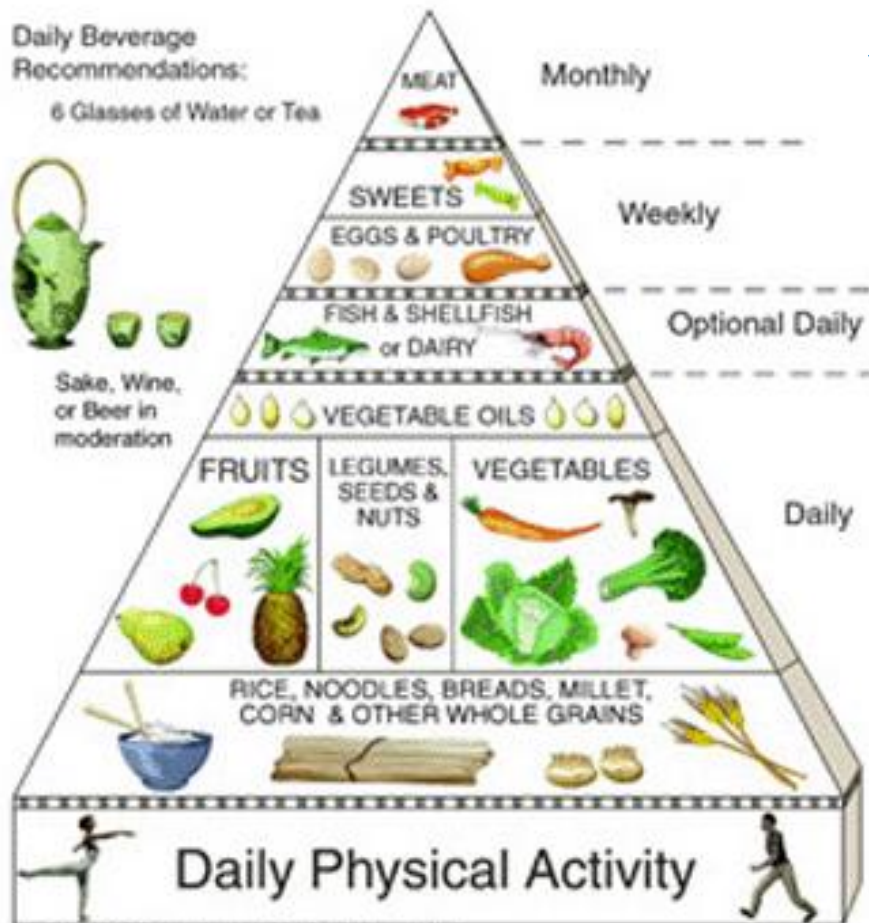 Daily Beverage
Recommendations:
6 Glasses of Water or Tea
MEAT
Monthly
SWEETS
Weekly
EGGS & POULTRY
FISH & SHELLFISH
or DAIRY
Optional Daily
Sake, Wine,
or Beer in
moderation
VEGETABLE OILS
FRUITS
LEGUMES,
SEEDS &
NUTS
VEGETABLES
Daily
RICE, NOODLES, BREADS, MILLET,
CORN & OTHER WHOLE GRAINS
Daily Physical Activity